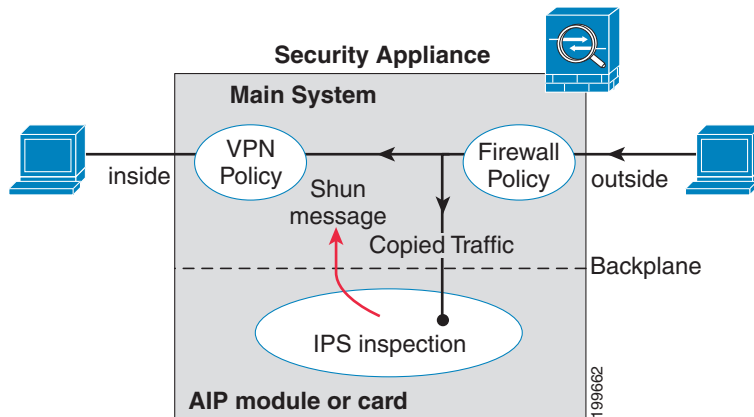 Security Appliance
Main System
VPN
Policy
Firewall
Policy
inside
outside
Shun
message
Copied Traffic
Backplane
IPS inspection
AIP module or card
199662